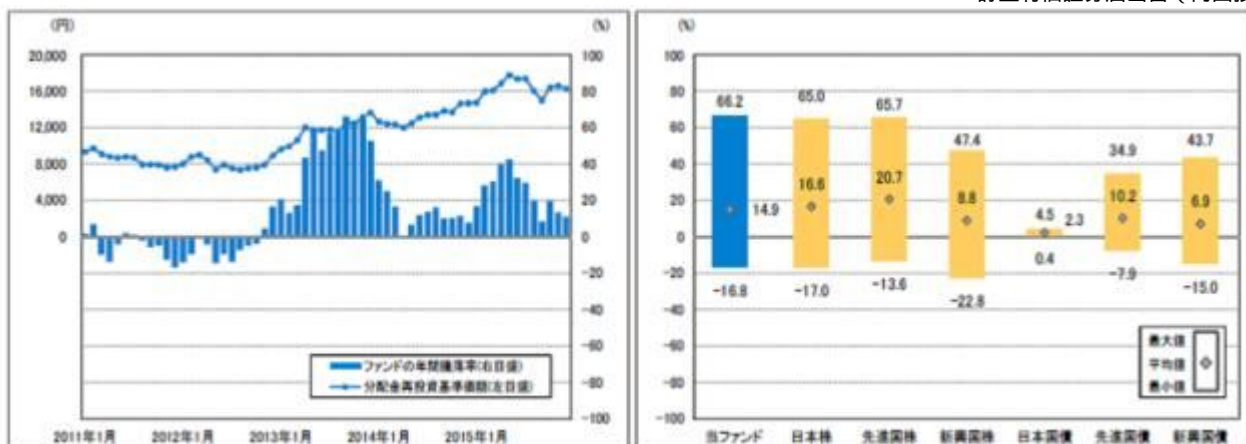 (円) (%)
20,000 100
16,000 80
12,000 60
8,000 40
4,000 20
0 0
-20
-40
-60
-80
-100
ファンドの年間騰落率(右目盛)
分配金再投資基準価額(左目盛)
2011年1月 2012年1月 2013年1月 2014年1月 2015年1月
(%)
100
80
60
40
20
0
-20
-40
-60
-80
-100
66.2 65.0 65.7 47.4 4.5 34.9 43.7
14.9 16.6 20.7 8.8 2.3 10.2 6.9
-16.8 -17.0 -13.6 -22.8 0.4 -7.9 -15.0
最大値
平均値
最小値
当ファンド 日本株 先進国株 新興国株 日本国債 先進国債 新興国債